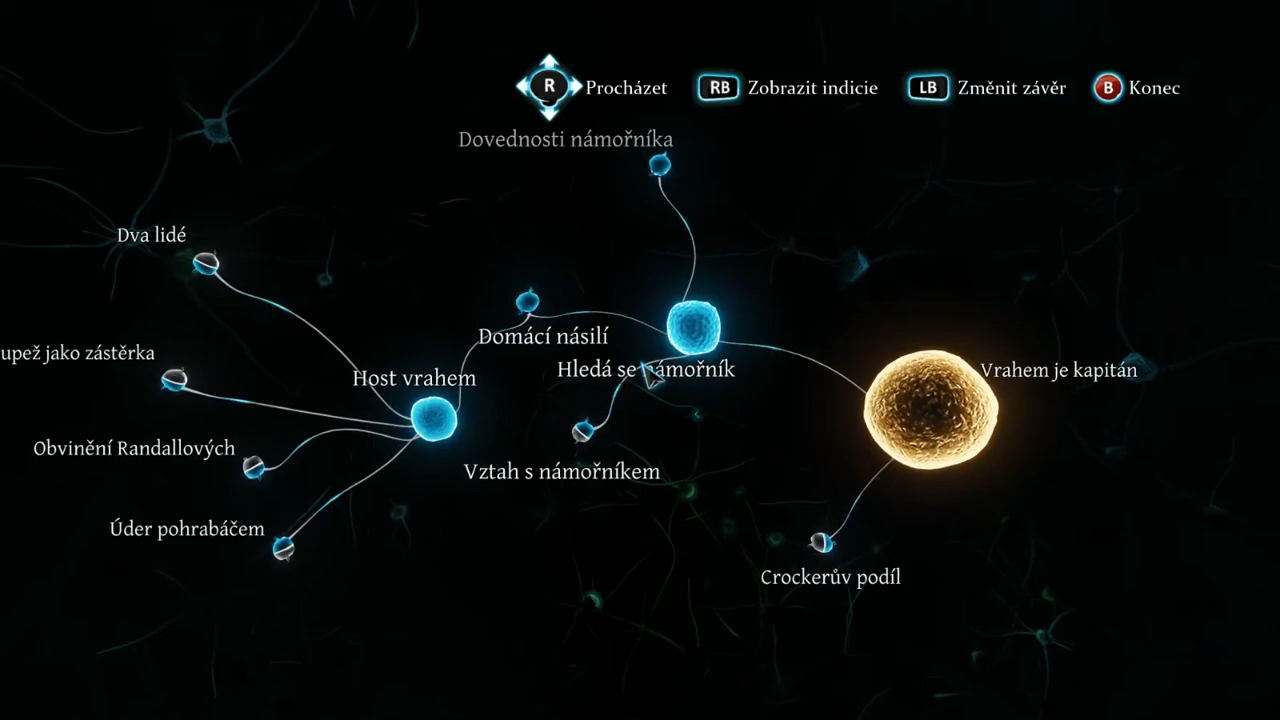 R Procházet RB Zobrazit indicie LB Změnit závěr B Konec
Dovednosti námořníka
Dva lidé
Domácí násilí
upež jako zástěrka
Hledá se námořník
Vrahem je kapitán
Host vrahem
Obvinění Randallových
Vztah s námořníkem
Úder pohrabáčem
Crockerův podíl